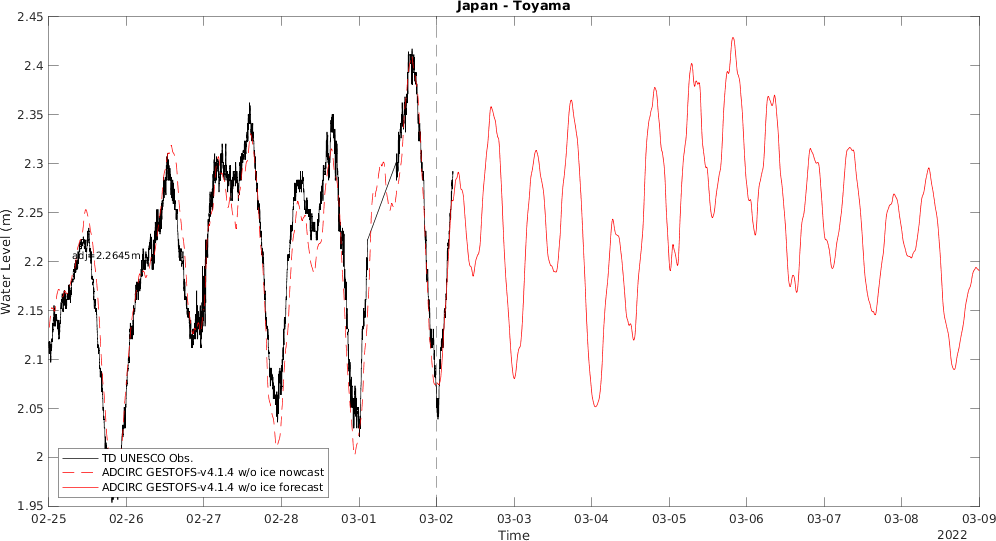 Japan - Toyama
2.45
2.4
2.35
2.3
2.25
2.2
2.15
2.1
2.05
2
1.95
Water Level (m)
adj=2.2645m
TD UNESCO Obs.
ADCIRC GESTOFS-v4.1.4 w/o ice nowcast
ADCIRC GESTOFS-v4.1.4 w/o ice forecast
02-25 02-26 02-27 02-28 03-01 03-02 03-03 03-04 03-05 03-06 03-07 03-08 03-09
Time
2022